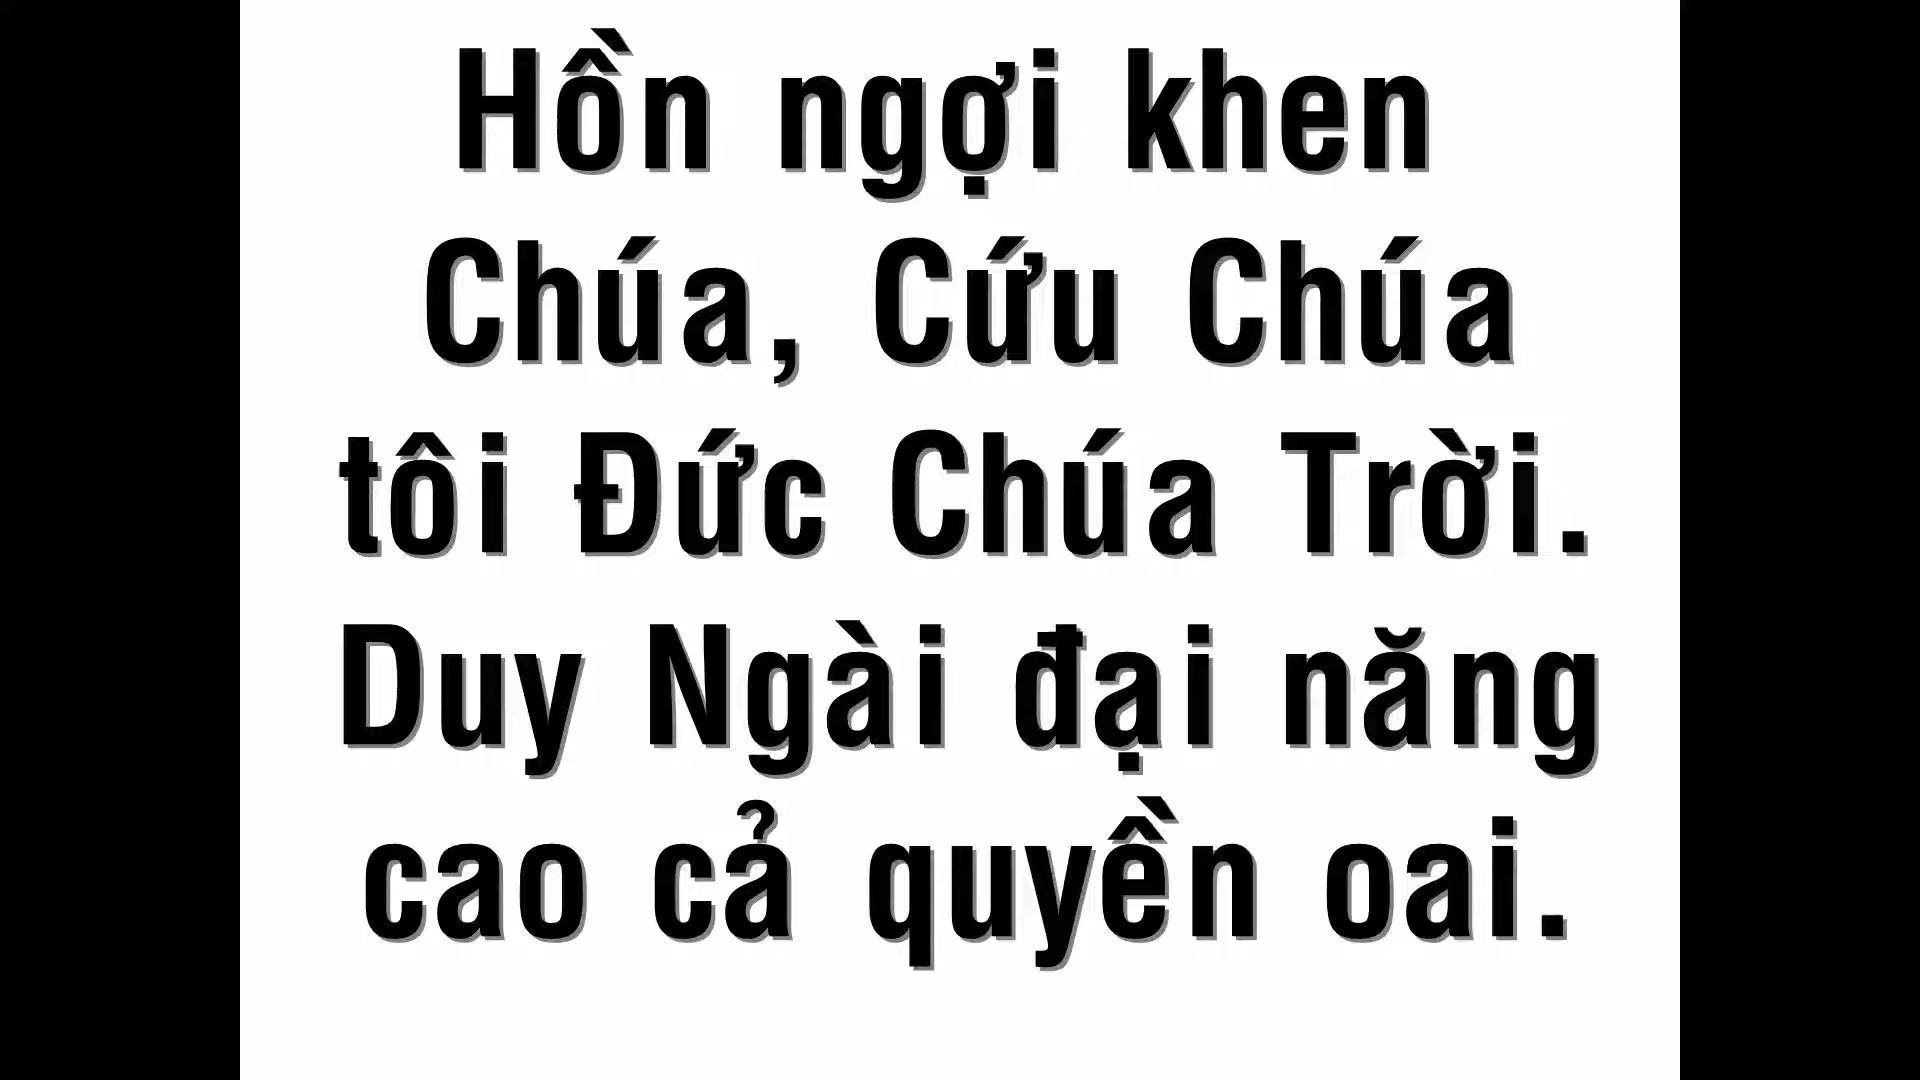 Hồn ngợi khen
Chúa, Cứu Chúa
tôi Đức Chúa Trời.
Duy Ngài đại năng
cao cả quyền oai.